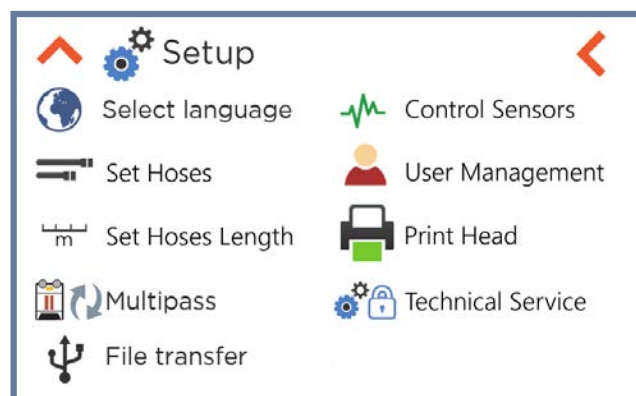 Setup
Select language
Control Sensors
Set Hoses
User Management
m
Set Hoses Length
Print Head
Multipass
Technical Service
File transfer